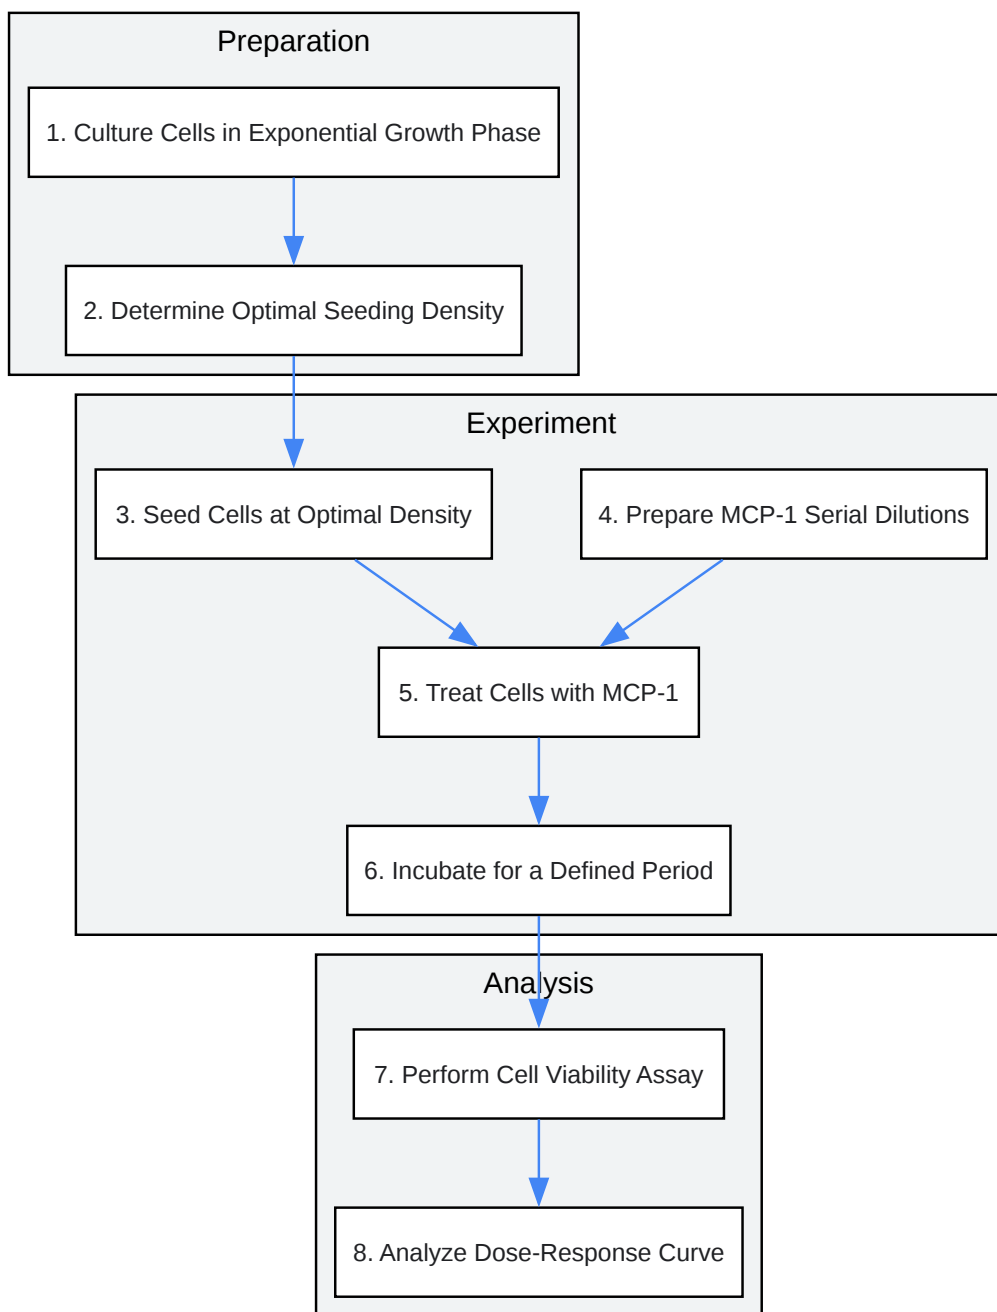 Preparation
1. Culture Cells in Exponential Growth Phase
2. Determine Optimal Seeding Density
Experiment
3. Seed Cells at Optimal Density
4. Prepare MCP-1 Serial Dilutions
5. Treat Cells with MCP-1
6. Incubate for a Defined Period
Analysis
7. Perform Cell Viability Assay
8. Analyze Dose-Response Curve